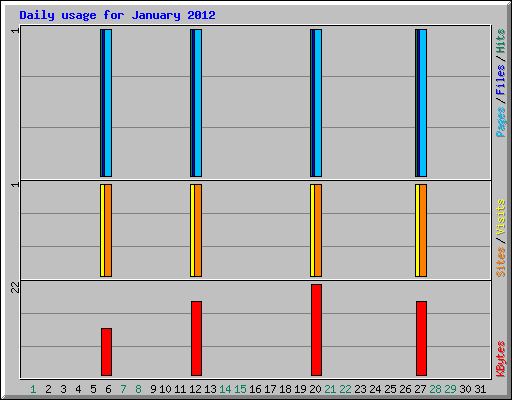 Daily usage for January 2012
1
Pages / Files / Hits
1
Sites / Visits
22
KBytes
1 2 3 4 5 6 7 8 9 10 11 12 13 14 15 16 17 18 19 20 21 22 23 24 25 26 27 28 29 30 31